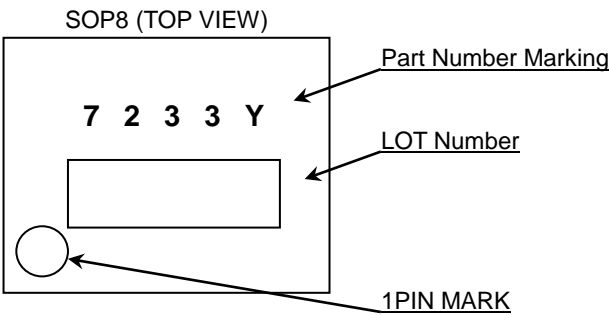 SOP8 (TOP VIEW)
Part Number Marking
7 2 3 3 Y
LOT Number
1PIN MARK